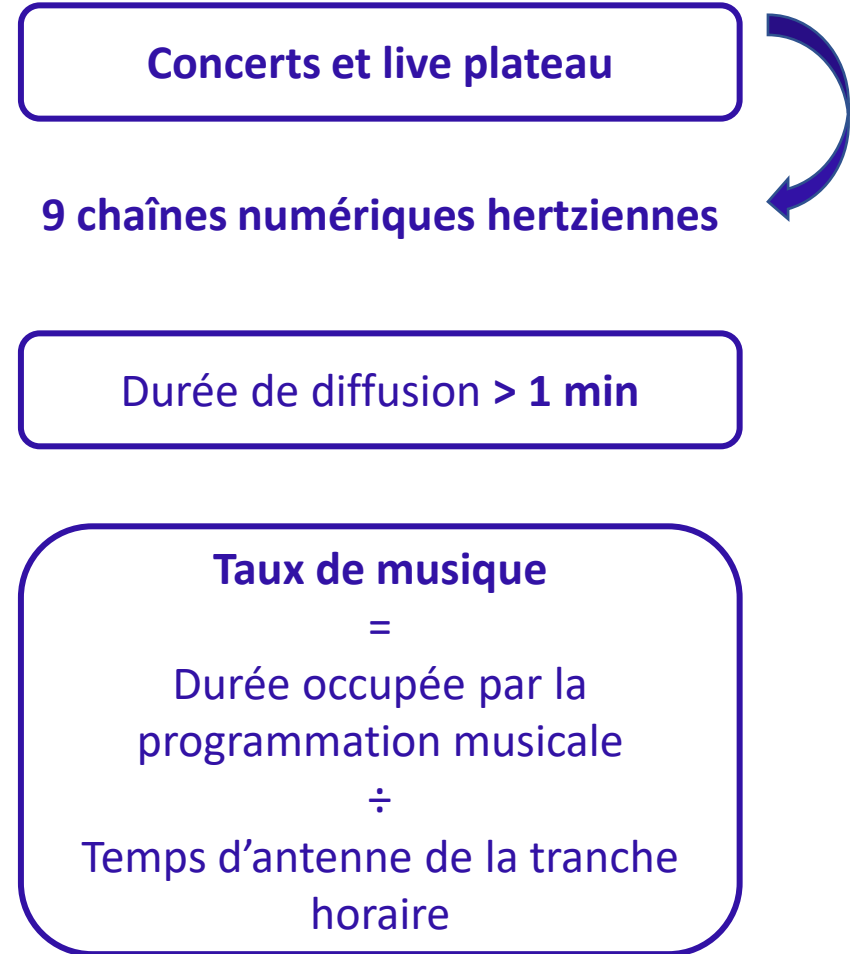 Concerts et live plateau
9 chaînes numériques hertziennes
Durée de diffusion > 1 min
Taux de musique
=
Durée occupée par la
programmation musicale
÷
Temps d’antenne de la tranche
horaire